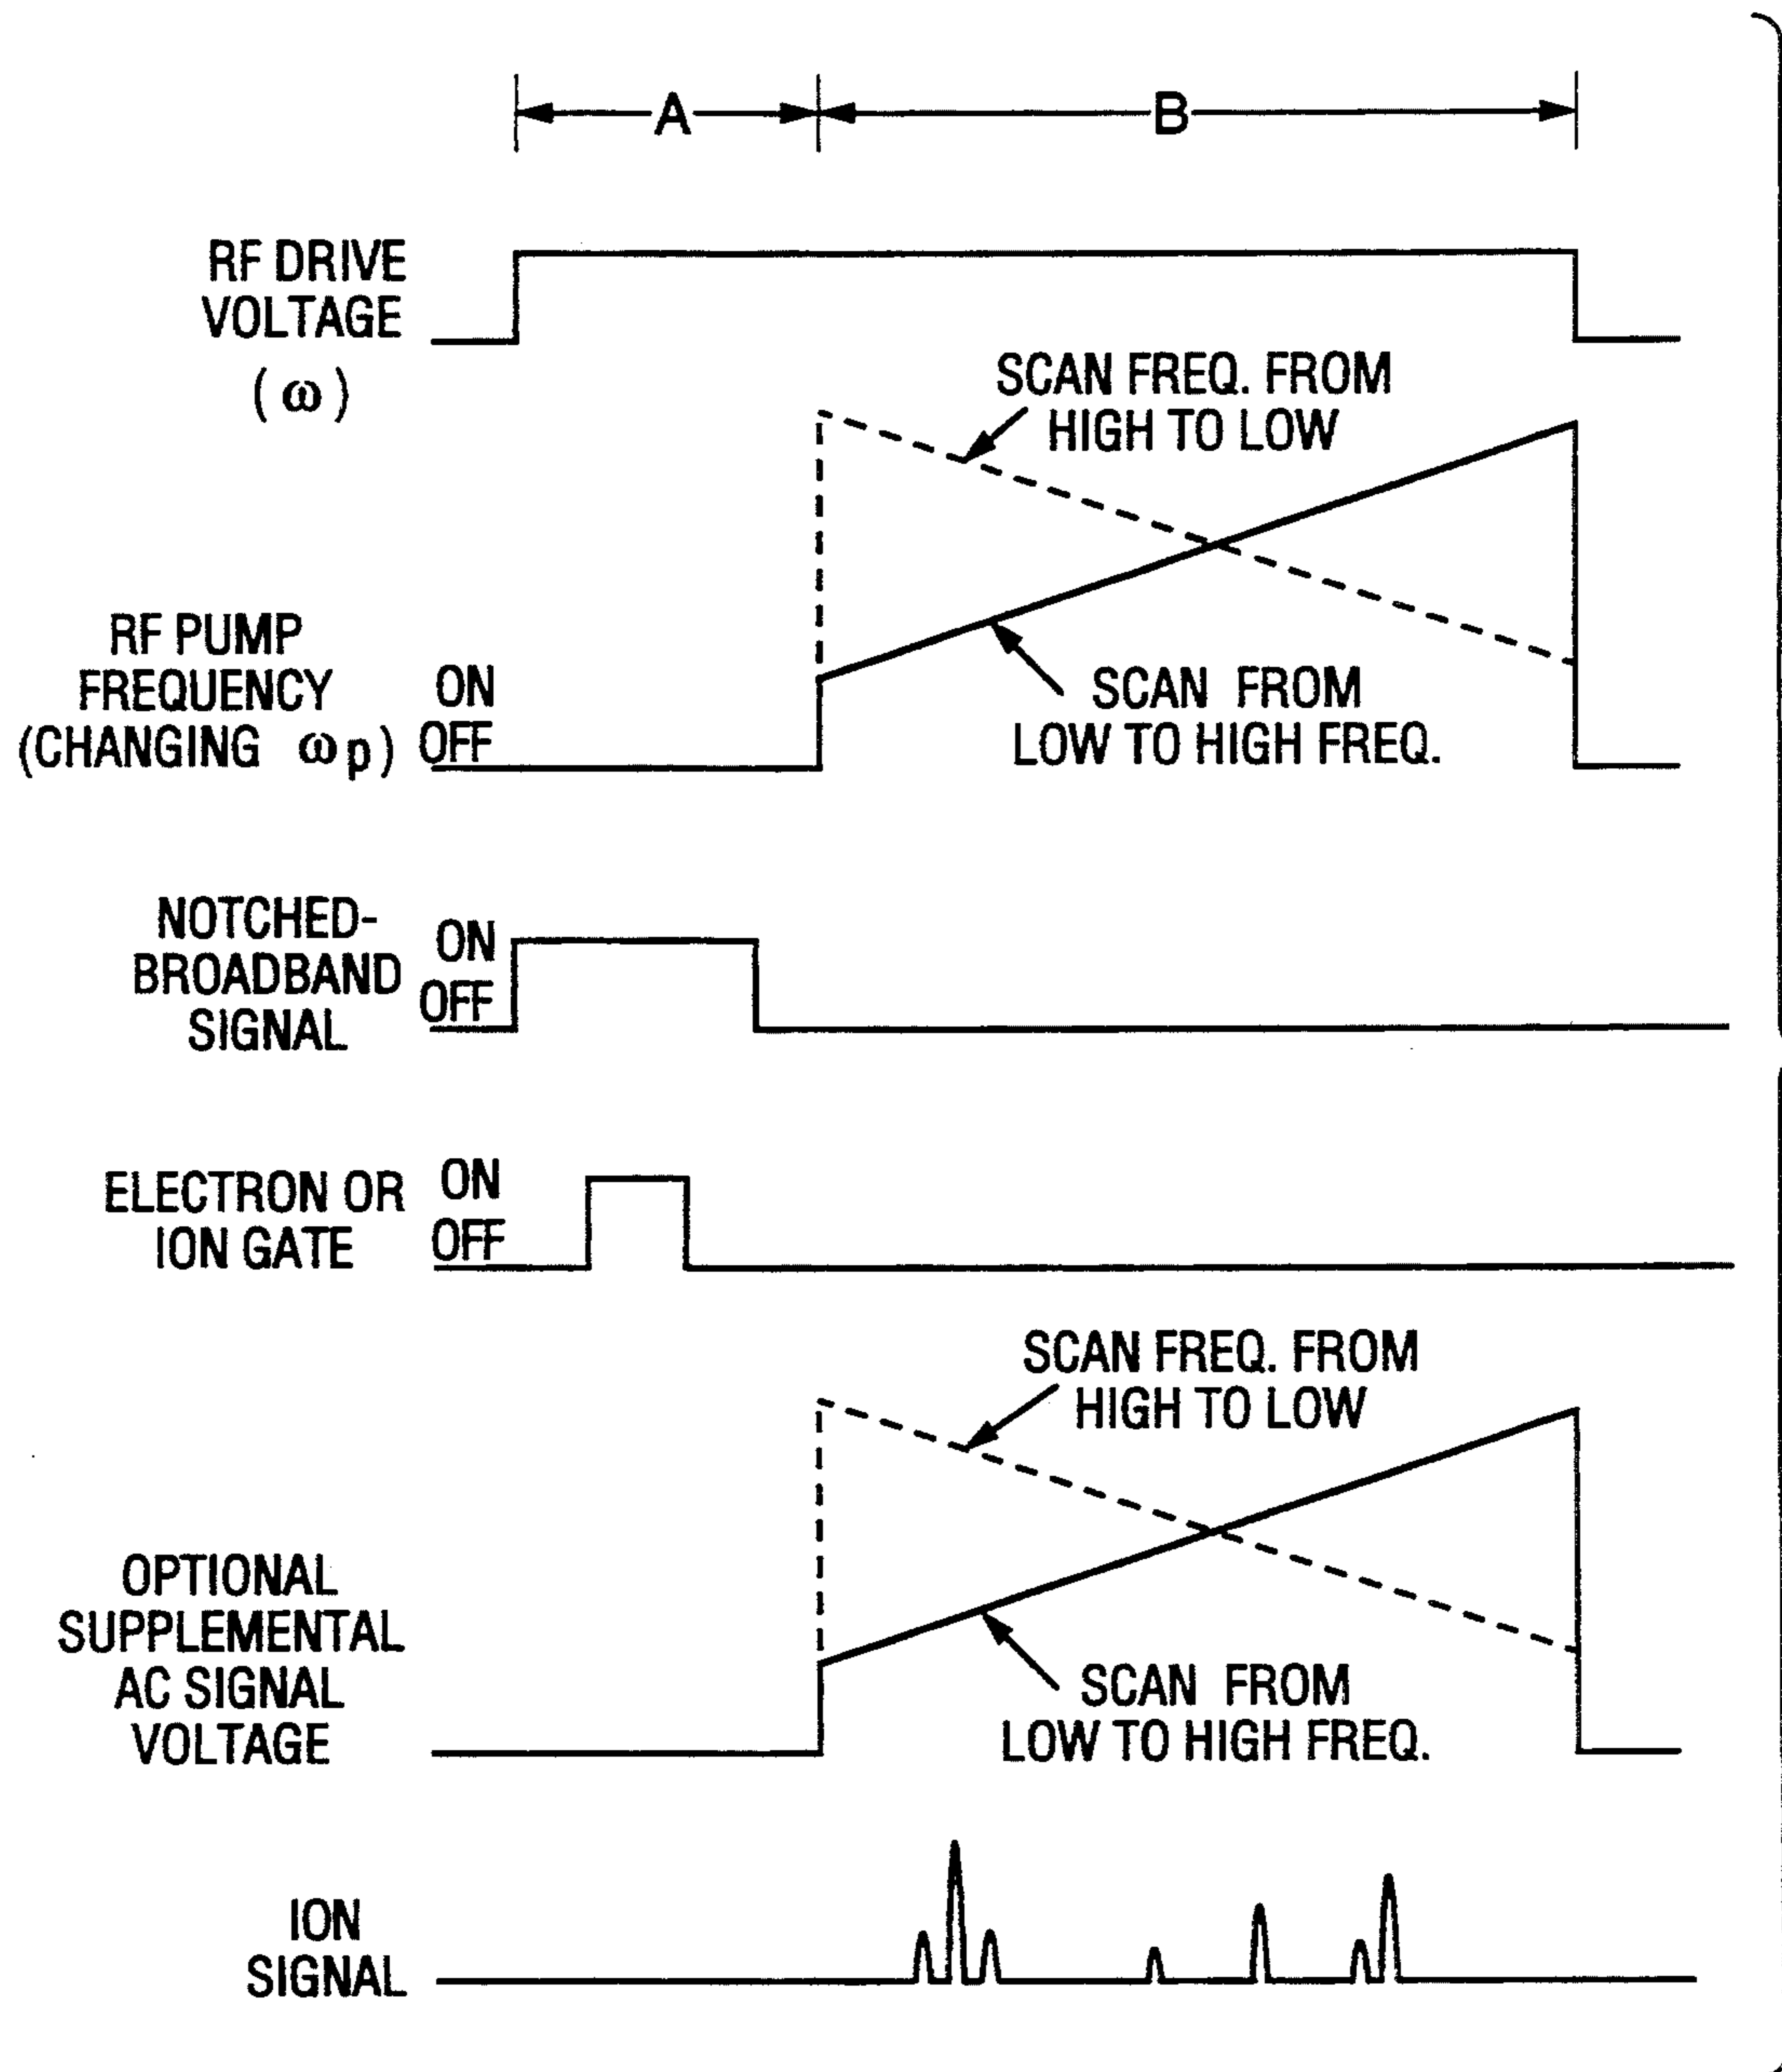 A
B
RF DRIVE
VOLTAGE
( ω )
SCAN FREQ. FROM
HIGH TO LOW
RF PUMP
FREQUENCY
(CHANGING ωp)
ON
OFF
SCAN FROM
LOW TO HIGH FREQ.
NOTCHED-
BROADBAND
SIGNAL
ON
OFF
ELECTRON OR
ION GATE
ON
OFF
SCAN FREQ. FROM
HIGH TO LOW
OPTIONAL
SUPPLEMENTAL
AC SIGNAL
VOLTAGE
SCAN FROM
LOW TO HIGH FREQ.
ION
SIGNAL